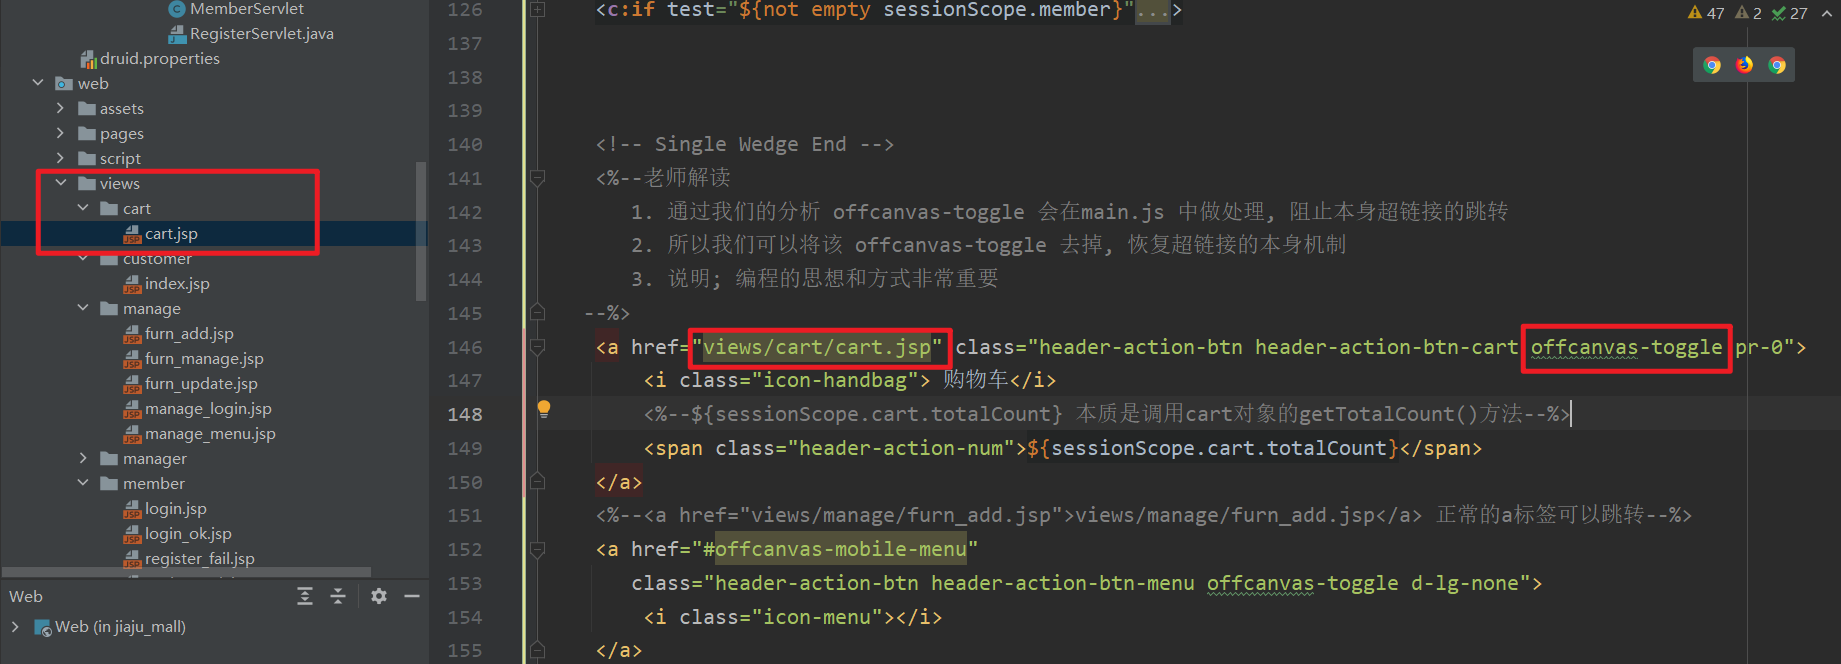 MemberServlet
RegisterServlet.java
druid.properties
web
assets
pages
script
views
cart
cart.jsp
customer
index.jsp
manage
furn_add.jsp
furn_manage.jsp
furn_update.jsp
manage_login.jsp
manage_menu.jsp
manager
member
login.jsp
login_ok.jsp
register_fail.jsp
Web
Web (in jiaju_mall)
47 2 27
126 <c:if test="${not empty sessionScope.member}"...>
137
138
139
140 <!-- Single Wedge End -->
141 <%--老师解读
142 1. 通过我们的分析 offcanvas-toggle 会在main.js 中做处理, 阻止本身超链接的跳转
143 2. 所以我们可以将该 offcanvas-toggle 去掉, 恢复超链接的本身机制
144 3. 说明; 编程的思想和方式非常重要
145 --%>
146 <a href="views/cart/cart.jsp" class="header-action-btn header-action-btn-cart offcanvas-toggle pr-0">
147 <i class="icon-handbag"> 购物车</i>
148 <%--${sessionScope.cart.totalCount} 本质是调用cart对象的getTotalCount()方法--%>
149 <span class="header-action-num">${sessionScope.cart.totalCount}</span>
150 </a>
151 <%--<a href="views/manage/furn_add.jsp">views/manage/furn_add.jsp</a> 正常的a标签可以跳转--%>
152 <a href="#offcanvas-mobile-menu"
153 class="header-action-btn header-action-btn-menu offcanvas-toggle d-lg-none">
154 <i class="icon-menu"></i>
155 </a>